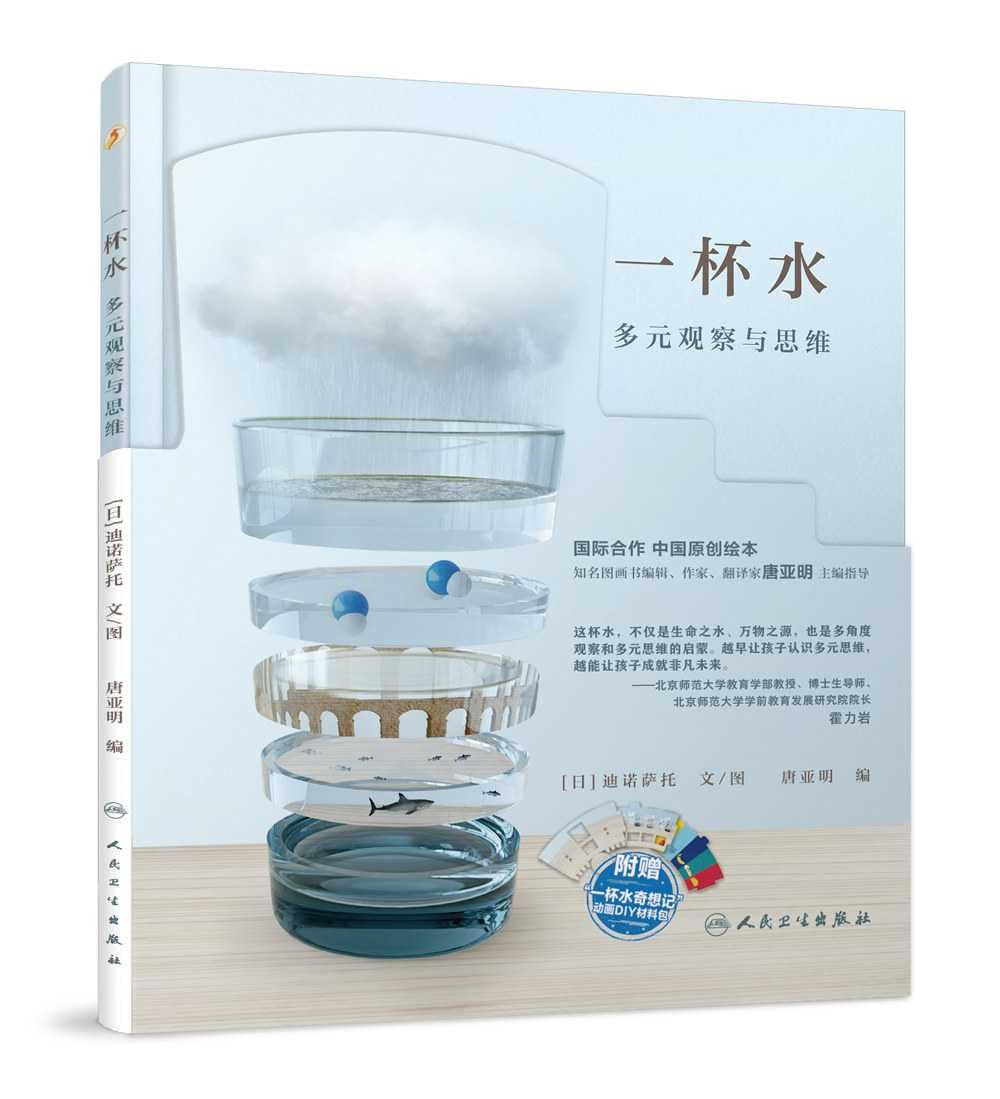 一杯水
多元观察与思维
[日]迪诺萨托 文/图
唐亚明 编
人民卫生出版社
一杯水
多元观察与思维
国际合作 中国原创绘本
知名图画书编辑、作家、翻译家唐亚明 主编指导
这杯水，不仅是生命之水、万物之源，也是多角度
观察和多元思维的启蒙。越早让孩子认识多元思维，
越能让孩子成就非凡未来。
——北京师范大学教育学部教授、博士生导师、
北京师范大学学前教育发展研究院院长
霍力岩
[日]迪诺萨托 文/图 唐亚明 编
附赠
“一杯水奇想记”
动画DIY材料包
人民卫生出版社